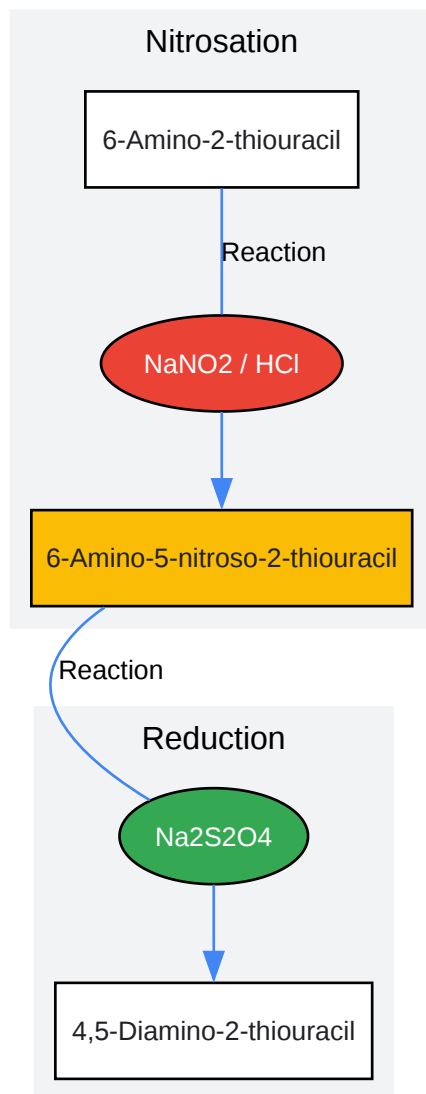 Nitrosation
6-Amino-2-thiouracil
Reaction
NaNO2 / HCl
6-Amino-5-nitroso-2-thiouracil
Reaction
Reduction
Na2S2O4
4,5-Diamino-2-thiouracil